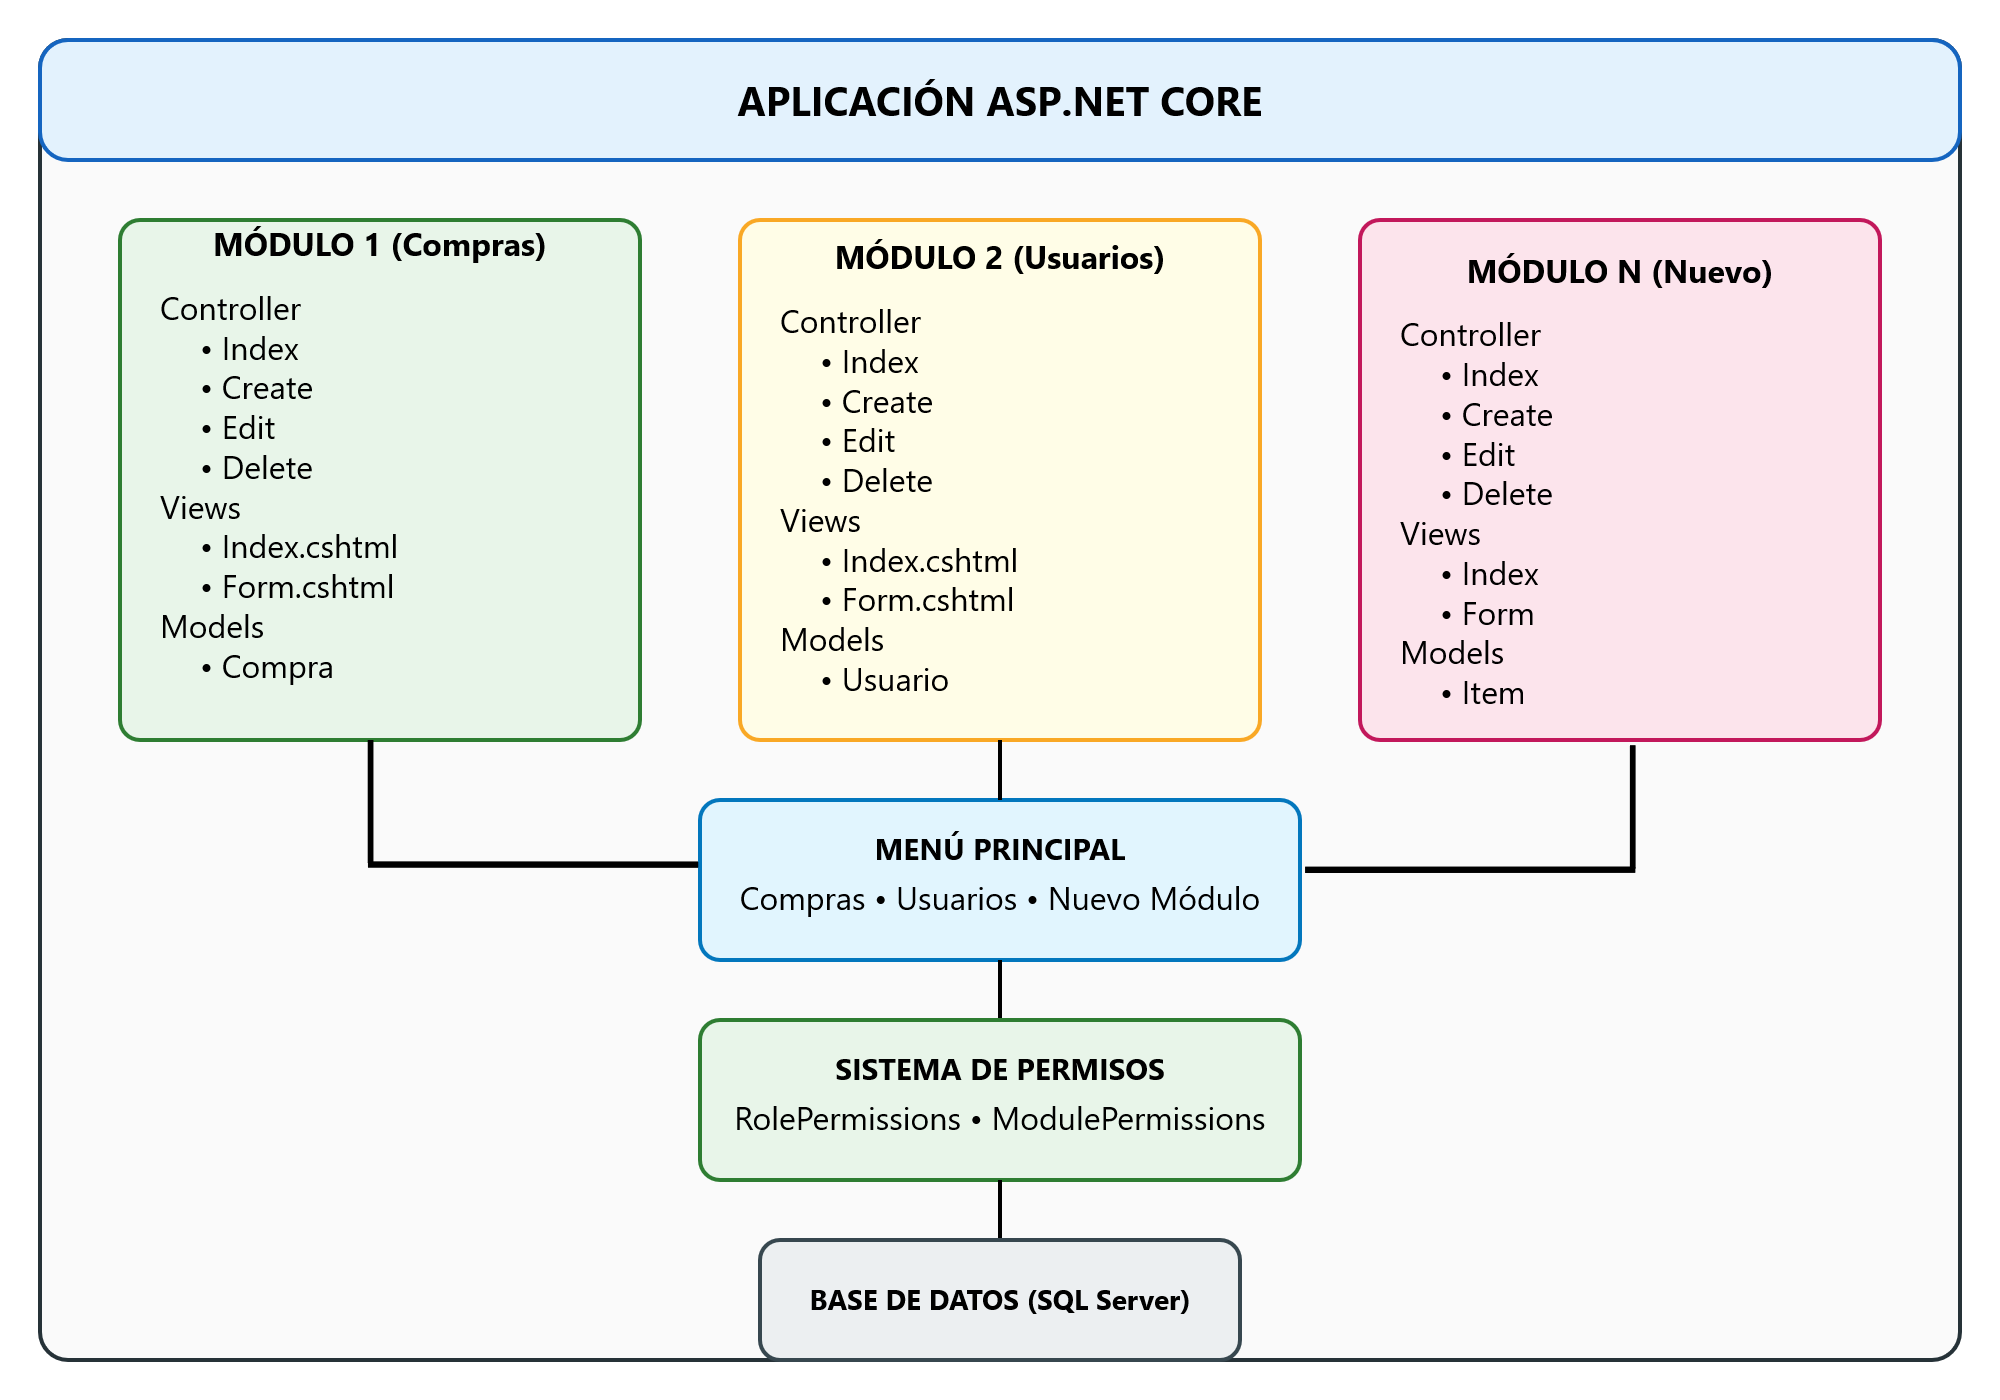 APLICACIÓN ASP.NET CORE
MÓDULO 1 (Compras)
Controller
• Index
• Create
• Edit
• Delete
Views
• Index.cshtml
• Form.cshtml
Models
• Compra
MÓDULO 2 (Usuarios)
Controller
• Index
• Create
• Edit
• Delete
Views
• Index.cshtml
• Form.cshtml
Models
• Usuario
MÓDULO N (Nuevo)
Controller
• Index
• Create
• Edit
• Delete
Views
• Index
• Form
Models
• Item
MENÚ PRINCIPAL
Compras • Usuarios • Nuevo Módulo
SISTEMA DE PERMISOS
RolePermissions • ModulePermissions
BASE DE DATOS (SQL Server)